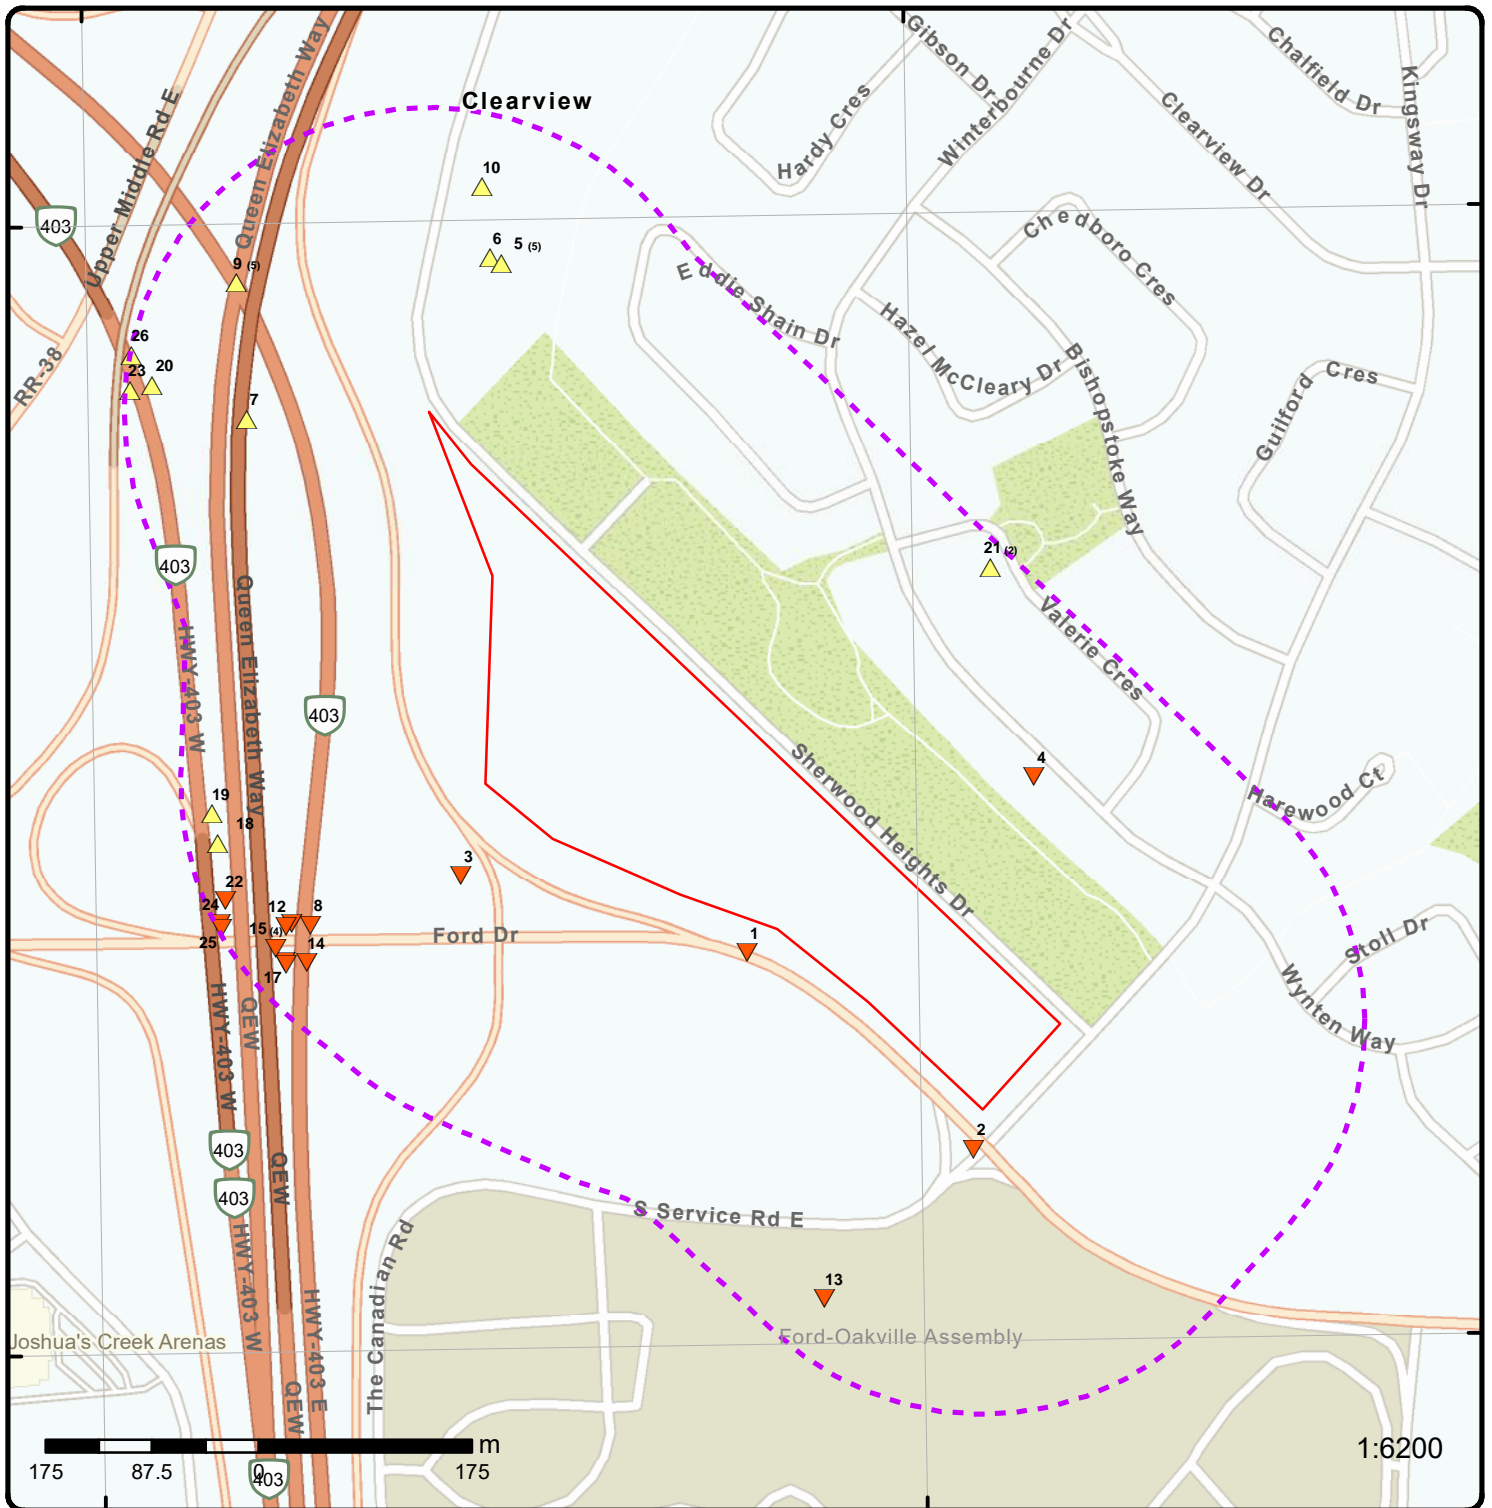 Clearview
Gibson Dr
Winterbourne Dr
Hardy Cres
Chalfield Dr
Clearview Dr
Kingsway Dr
Queen Elizabeth Way
Upper Middle Rd E
403
10
6
5 (5)
9 (5)
Chedboro Cres
Eddie Shain Dr
Hazel McCleary Dr
Bishopstoke Way
Guilford Cres
RR-38
26
23
20
7
403
21 (2)
Valerie Cres
HWY-403 W
Queen Elizabeth Way
403
Sherwood Heights Dr
4
Harewood Ct
19
18
3
22
24
12
8
15 (4)
25
14
17
Ford Dr
1
Stoll Dr
Wynten Way
HWY-403 W
QEW
403
QEW
403
2
S Service Rd E
The Canadian Rd
HWY-403 W
HWY-403 E
13
Ford-Oakville Assembly
Joshua's Creek Arenas
QEW
m
1:6200
175
87.5
0
175
403